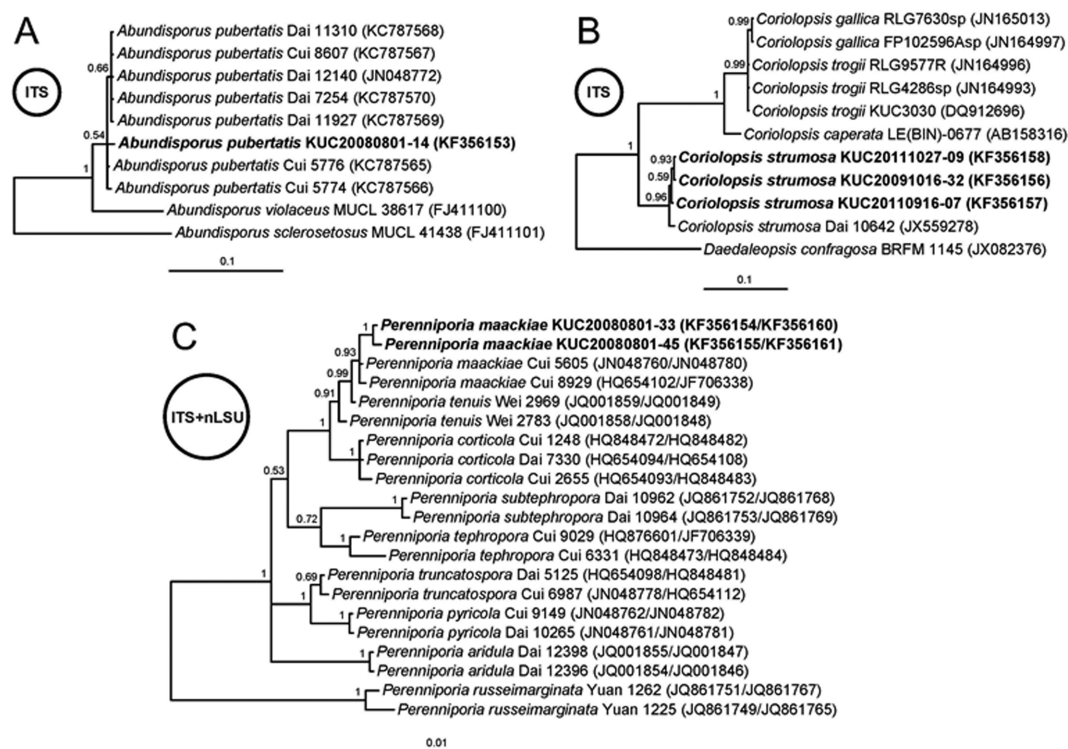 A
ITS
0.66
0.54
1
Abundisporus pubertatis Dai 11310 (KC787568)
Abundisporus pubertatis Cui 8607 (KC787567)
Abundisporus pubertatis Dai 12140 (JN048772)
Abundisporus pubertatis Dai 7254 (KC787570)
Abundisporus pubertatis Dai 11927 (KC787569)
Abundisporus pubertatis KUC20080801-14 (KF356153)
Abundisporus pubertatis Cui 5776 (KC787565)
Abundisporus pubertatis Cui 5774 (KC787566)
Abundisporus violaceus MUCL 38617 (FJ411100)
Abundisporus sclerosetosus MUCL 41438 (FJ411101)
0.1
B
ITS
0.99
0.99
1
1
0.93
0.59
0.96
Coriolopsis gallica RLG7630sp (JN165013)
Coriolopsis gallica FP102596Asp (JN164997)
Coriolopsis trogii RLG9577R (JN164996)
Coriolopsis trogii RLG4286sp (JN164993)
Coriolopsis trogii KUC3030 (DQ912696)
Coriolopsis caperata LE(BIN)-0677 (AB158316)
Coriolopsis strumosa KUC20111027-09 (KF356158)
Coriolopsis strumosa KUC20091016-32 (KF356156)
Coriolopsis strumosa KUC20110916-07 (KF356157)
Coriolopsis strumosa Dai 10642 (JX559278)
Daedaleopsis confragosa BRFM 1145 (JX082376)
0.1
C
ITS+nLSU
1
0.93
0.99
0.91
1
1
0.53
1
0.72
1
1
0.69
1
1
1
1
Perenniporia maackiae KUC20080801-33 (KF356154/KF356160)
Perenniporia maackiae KUC20080801-45 (KF356155/KF356161)
Perenniporia maackiae Cui 5605 (JN048760/JN048780)
Perenniporia maackiae Cui 8929 (HQ654102/JF706338)
Perenniporia tenuis Wei 2969 (JQ001859/JQ001849)
Perenniporia tenuis Wei 2783 (JQ001858/JQ001848)
Perenniporia corticola Cui 1248 (HQ848472/HQ848482)
Perenniporia corticola Dai 7330 (HQ654094/HQ654108)
Perenniporia corticola Cui 2655 (HQ654093/HQ848483)
Perenniporia subtephropora Dai 10962 (JQ861752/JQ861768)
Perenniporia subtephropora Dai 10964 (JQ861753/JQ861769)
Perenniporia tephropora Cui 9029 (HQ876601/JF706339)
Perenniporia tephropora Cui 6331 (HQ848473/HQ848484)
Perenniporia truncatospora Dai 5125 (HQ654098/HQ848481)
Perenniporia truncatospora Cui 6987 (JN048778/HQ654112)
Perenniporia pyricola Cui 9149 (JN048762/JN048782)
Perenniporia pyricola Dai 10265 (JN048761/JN048781)
Perenniporia aridula Dai 12398 (JQ001855/JQ001847)
Perenniporia aridula Dai 12396 (JQ001854/JQ001846)
Perenniporia russeimarginata Yuan 1262 (JQ861751/JQ861767)
Perenniporia russeimarginata Yuan 1225 (JQ861749/JQ861765)
0.01